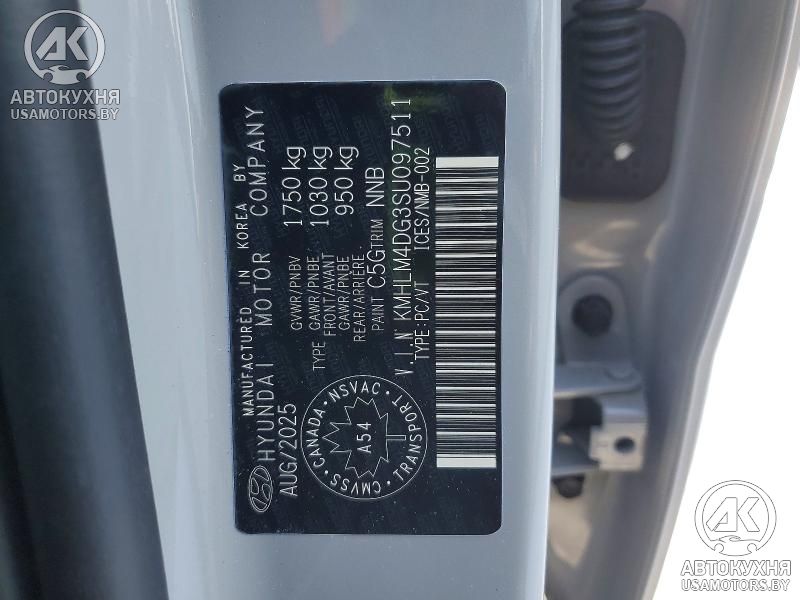 АК
АВТОКУХНЯ
USAMOTORS.BY
MANUFACTURED IN KOREA BY
HYUNDAI MOTOR COMPANY
AUG/2025
GVWR/PNBV 1750 kg
TYPE GAWR/PNBE 1030 kg
FRONT/AVANT
GAWR/PNBE 950 kg
REAR/ARRIÈRE
PAINT C5G TRIM NNB
V.I.N KMHLM4DG3SU097511
TYPE:PC/VT ICES/NMB-002
CANADA · NSVAC · TRANSPORT · CMVSS
A54
АК
АВТОКУХНЯ
USAMOTORS.BY